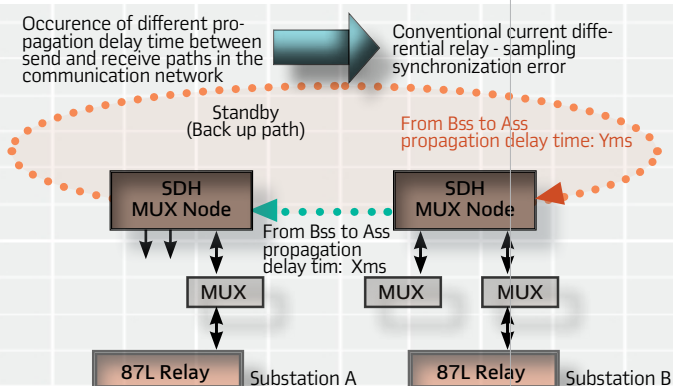 Occurence of different pro-
pagation delay time between
send and receive paths in the
communication network
Conventional current diffe-
rential relay - sampling
synchronization error
Standby
(Back up path)
From Bss to Ass
propagation delay time: Yms
SDH
MUX Node
SDH
MUX Node
From Bss to Ass
propagation
delay tim: Xms
MUX
MUX
MUX
87L Relay
Substation A
87L Relay
Substation B